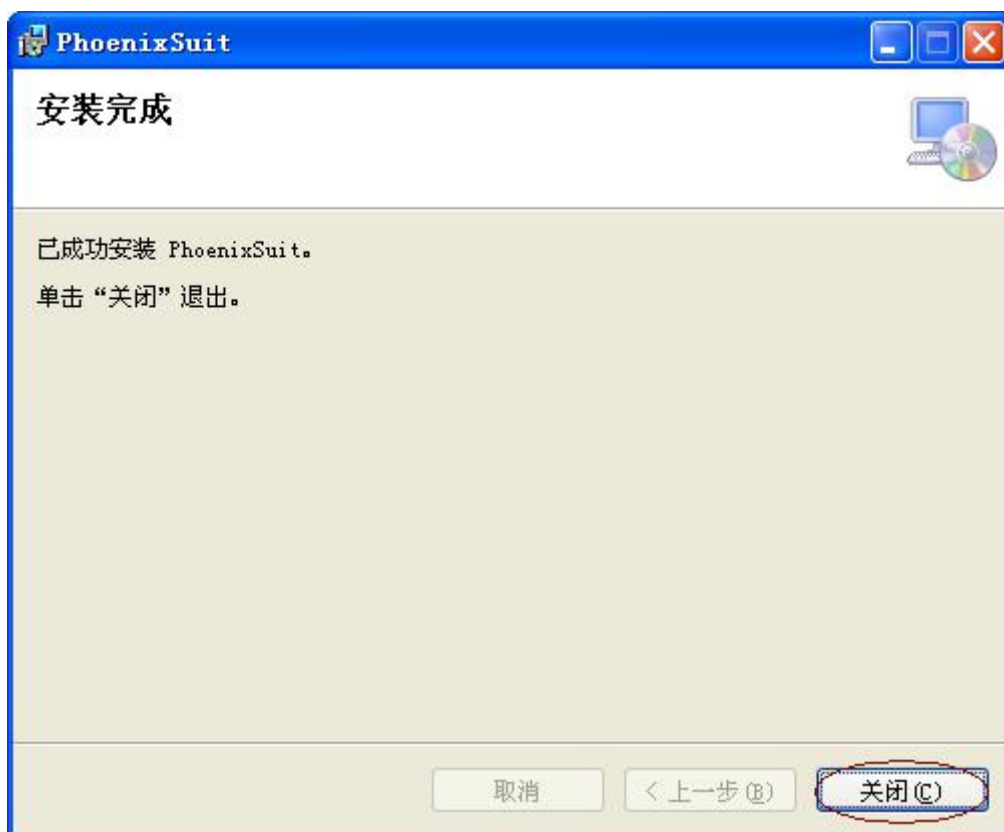 PhoenixSuit
安装完成
已成功安装 PhoenixSuit。
单击“关闭”退出。
取消
< 上一步(B)
关闭(C)